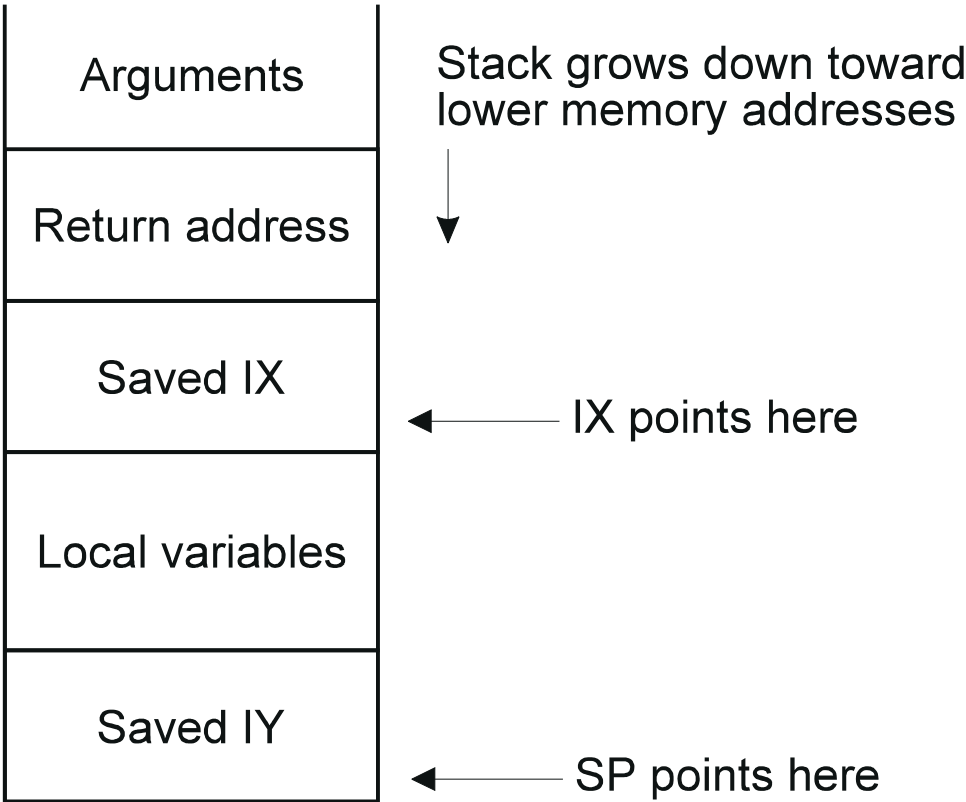 Arguments
Stack grows down toward
lower memory addresses
Return address
Saved IX
IX points here
Local variables
Saved IY
SP points here